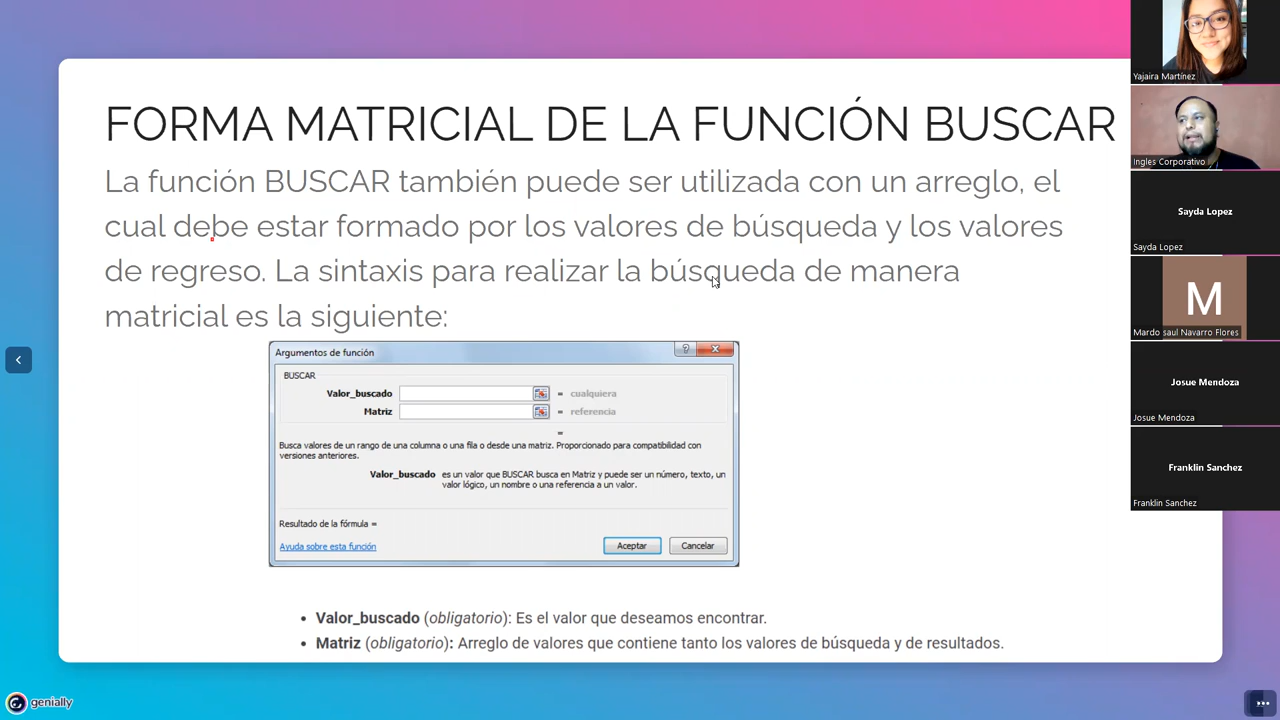 FORMA MATRICIAL DE LA FUNCIÓN BUSCAR
La función BUSCAR también puede ser utilizada con un arreglo, el
cual debe estar formado por los valores de búsqueda y los valores
de regreso. La sintaxis para realizar la búsqueda de manera
matricial es la siguiente:
Argumentos de función
?
BUSCAR
Valor_buscado = cualquiera
Matriz = referencia
=
Busca valores de un rango de una columna o una fila o desde una matriz. Proporcionado para compatibilidad con
versiones anteriores.
Valor_buscado es un valor que BUSCAR busca en Matriz y puede ser un número, texto, un
valor lógico, un nombre o una referencia a un valor.
Resultado de la fórmula =
Ayuda sobre esta función
Aceptar Cancelar
• Valor_buscado (obligatorio): Es el valor que deseamos encontrar.
• Matriz (obligatorio): Arreglo de valores que contiene tanto los valores de búsqueda y de resultados.
genially
Yajaira Martínez
Ingles Corporativo
Sayda Lopez
Sayda Lopez
M
Mardo saul Navarro Flores
Josue Mendoza
Josue Mendoza
Franklin Sanchez
Franklin Sanchez